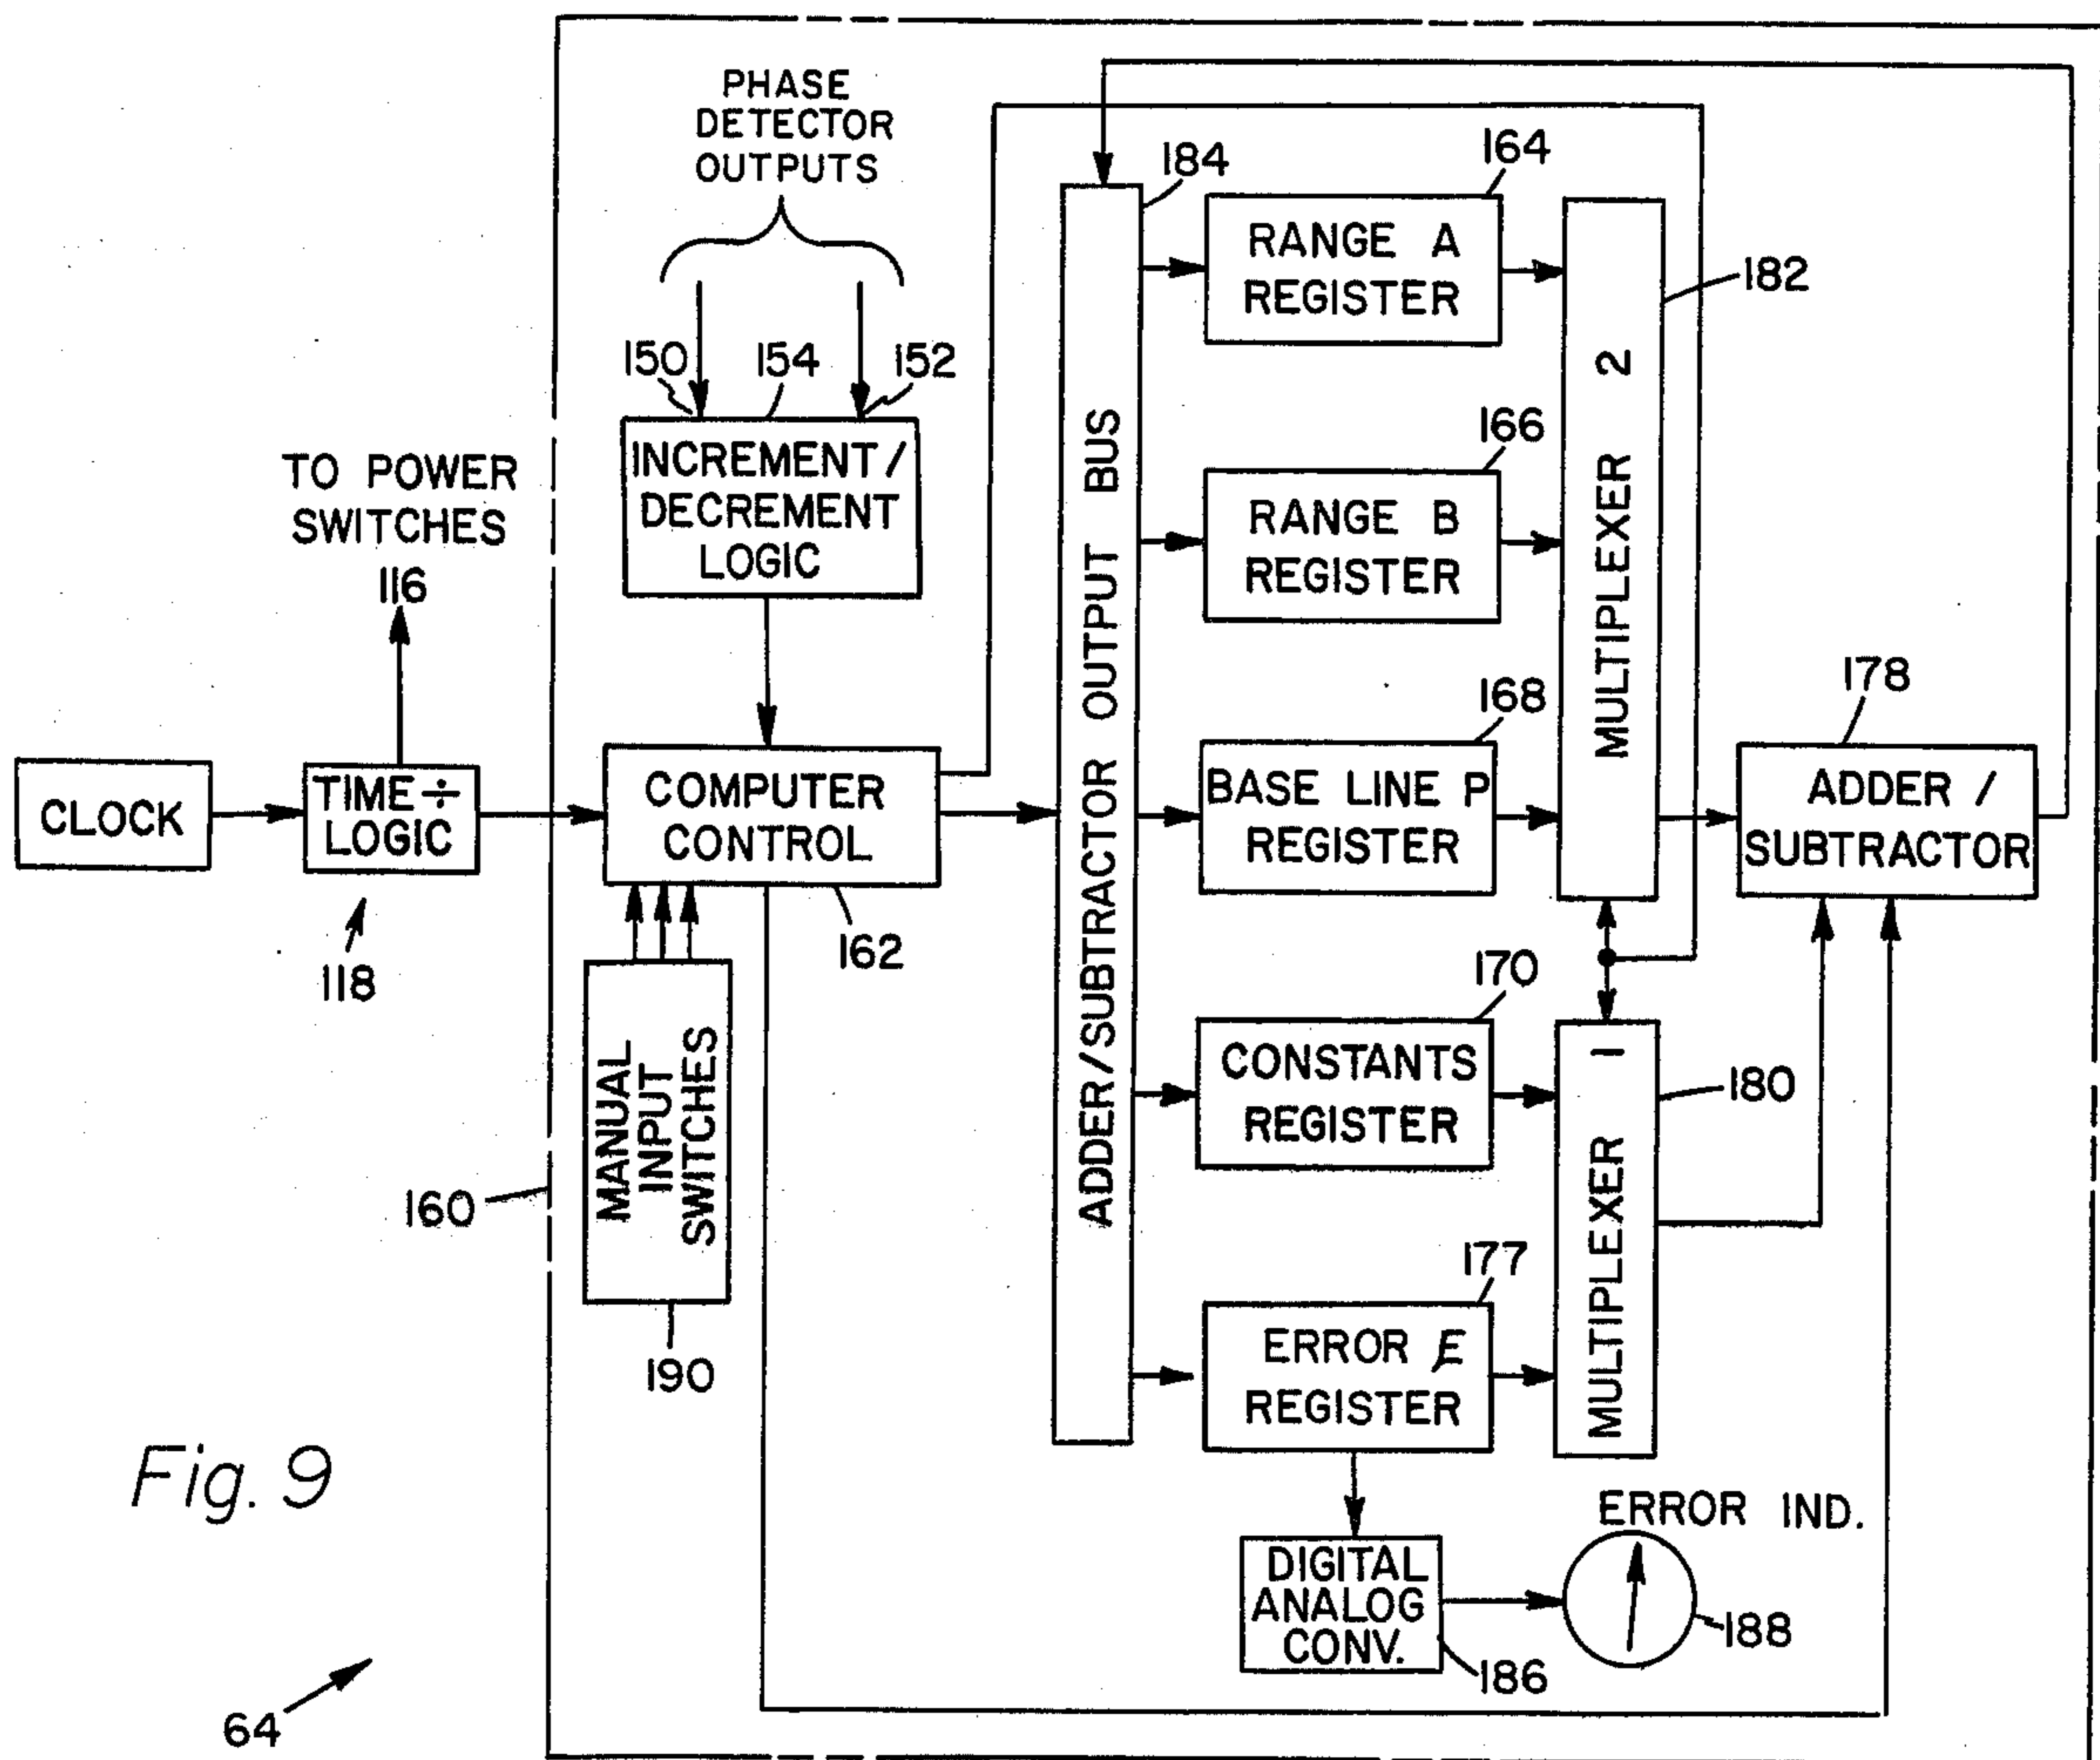 PHASE
DETECTOR
OUTPUTS
184
164
RANGE A
REGISTER
182
150
154
152
INCREMENT/
DECREMENT
LOGIC
TO POWER
SWITCHES
116
166
RANGE B
REGISTER
MULTIPLEXER 2
ADDER/SUBTRACTOR OUTPUT BUS
168
BASE LINE P
REGISTER
178
ADDER /
SUBTRACTOR
CLOCK
TIME ÷
LOGIC
118
COMPUTER
CONTROL
162
170
CONSTANTS
REGISTER
180
MULTIPLEXER 1
MANUAL
INPUT
SWITCHES
160
190
177
ERROR E
REGISTER
ERROR IND.
DIGITAL
ANALOG
CONV.
186
188
Fig. 9
64